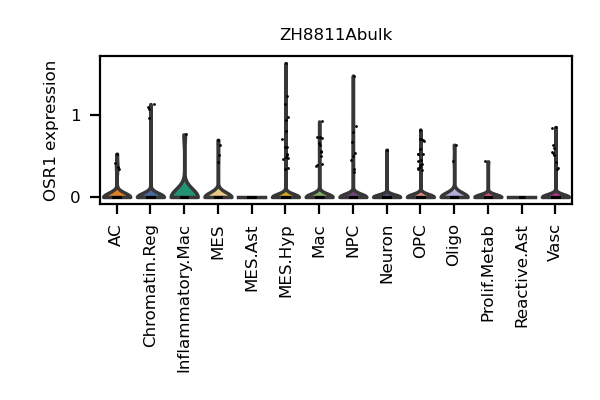 ZH8811Abulk
OSR1 expression
1
0
AC
Chromatin.Reg
Inflammatory.Mac
MES
MES.Ast
MES.Hyp
Mac
NPC
Neuron
OPC
Oligo
Prolif.Metab
Reactive.Ast
Vasc